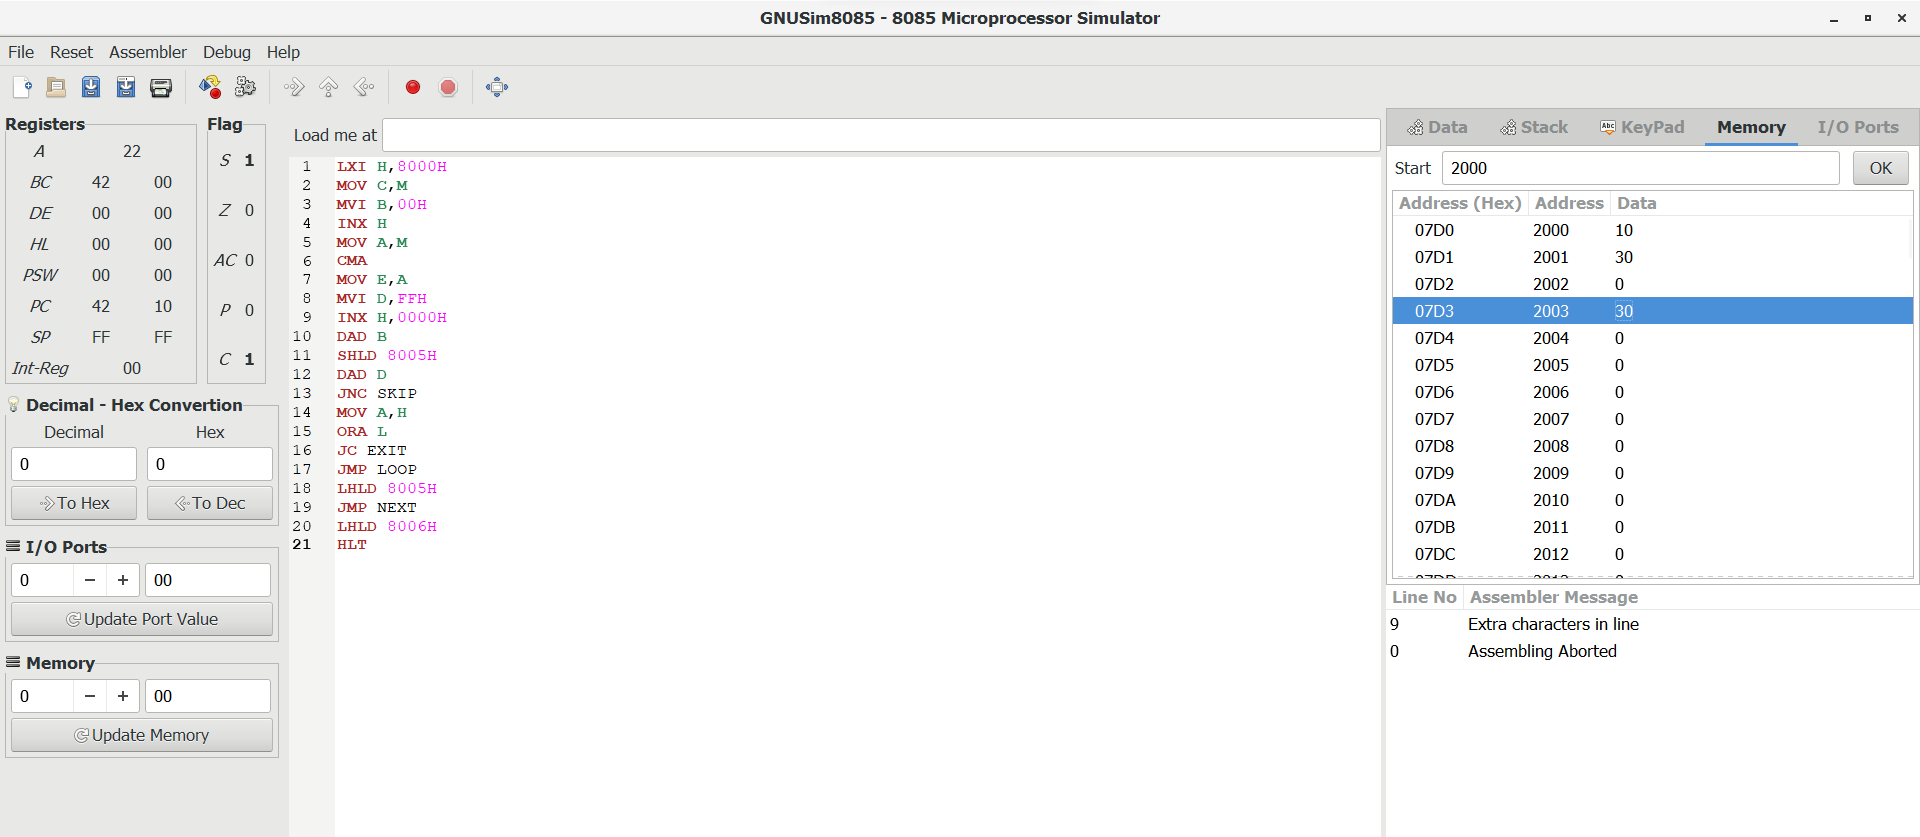 GNUSim8085 - 8085 Microprocessor Simulator
File Reset Assembler Debug Help
Registers
A 22
BC 42 00
DE 00 00
HL 00 00
PSW 00 00
PC 42 10
SP FF FF
Int-Reg 00
Flag
S 1
Z 0
AC 0
P 0
C 1
Decimal - Hex Convertion
Decimal Hex
0 0
To Hex To Dec
I/O Ports
0 − + 00
Update Port Value
Memory
0 − + 00
Update Memory
Load me at
1 LXI H,8000H
2 MOV C,M
3 MVI B,00H
4 INX H
5 MOV A,M
6 CMA
7 MOV E,A
8 MVI D,FFH
9 INX H,0000H
10 DAD B
11 SHLD 8005H
12 DAD D
13 JNC SKIP
14 MOV A,H
15 ORA L
16 JC EXIT
17 JMP LOOP
18 LHLD 8005H
19 JMP NEXT
20 LHLD 8006H
21 HLT
Data Stack Abc KeyPad Memory I/O Ports
Start 2000 OK
Address (Hex) Address Data
07D0 2000 10
07D1 2001 30
07D2 2002 0
07D3 2003 30
07D4 2004 0
07D5 2005 0
07D6 2006 0
07D7 2007 0
07D8 2008 0
07D9 2009 0
07DA 2010 0
07DB 2011 0
07DC 2012 0
Line No Assembler Message
9 Extra characters in line
0 Assembling Aborted